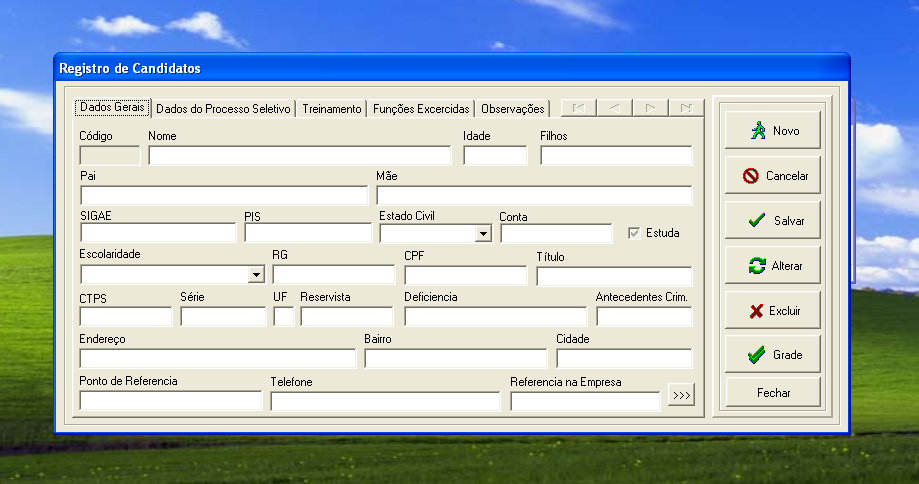 Registro de Candidatos
Dados Gerais Dados do Processo Seletivo Treinamento Funções Excercidas Observações
Código Nome Idade Filhos
Pai Mãe
SIGAE PIS Estado Civil Conta
Estuda
Escolaridade RG CPF Título
CTPS Série UF Reservista Deficiencia Antecedentes Crim.
Endereço Bairro Cidade
Ponto de Referencia Telefone Referencia na Empresa
>>>
Novo
Cancelar
Salvar
Alterar
Excluir
Grade
Fechar